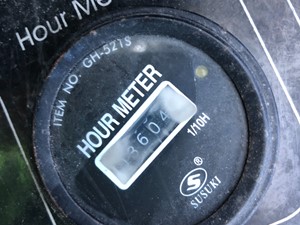 Hour Me
ITEM NO. GH-527S
HOUR METER
3604
1/10H
S®
SUSUKI